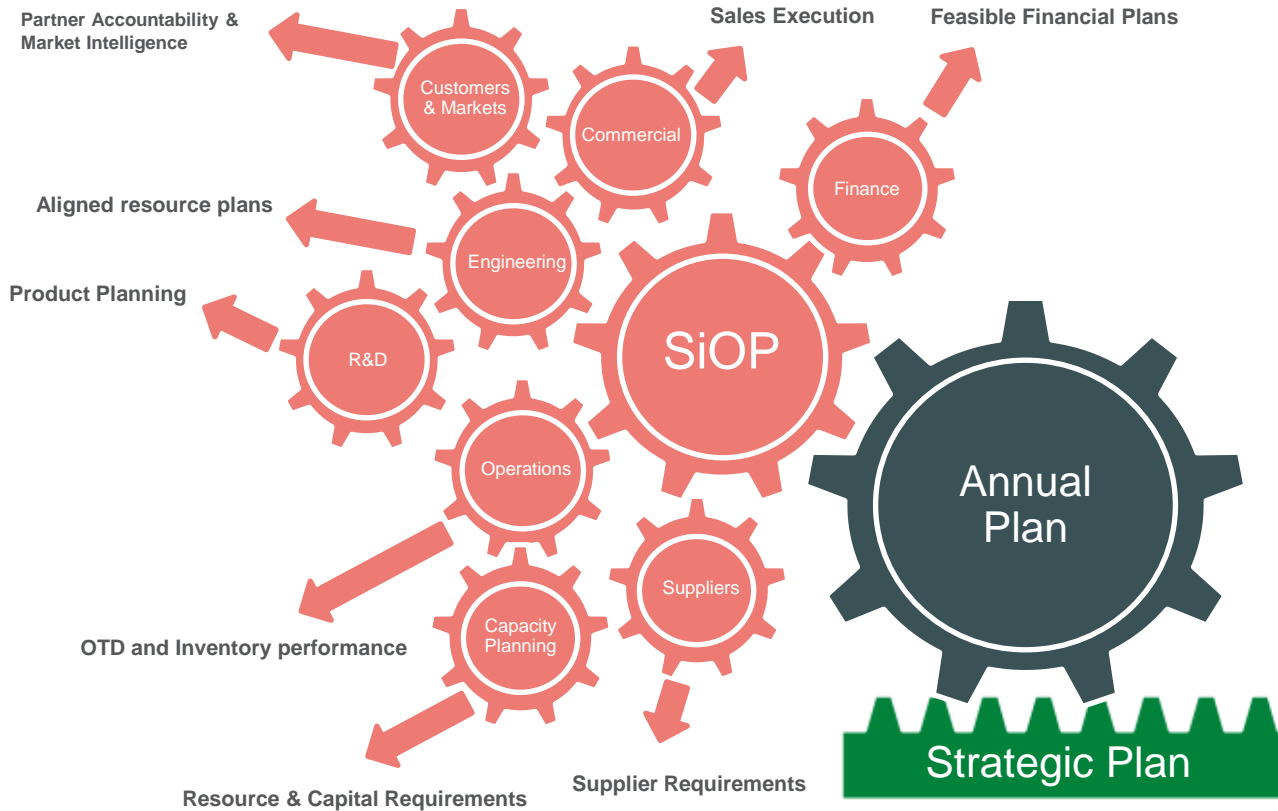 Partner Accountability &
Market Intelligence
Sales Execution
Feasible Financial Plans
Customers
& Markets
Commercial
Finance
Aligned resource plans
Engineering
Product Planning
R&D
SiOP
Operations
Annual
Plan
Suppliers
Capacity
Planning
OTD and Inventory performance
Strategic Plan
Supplier Requirements
Resource & Capital Requirements